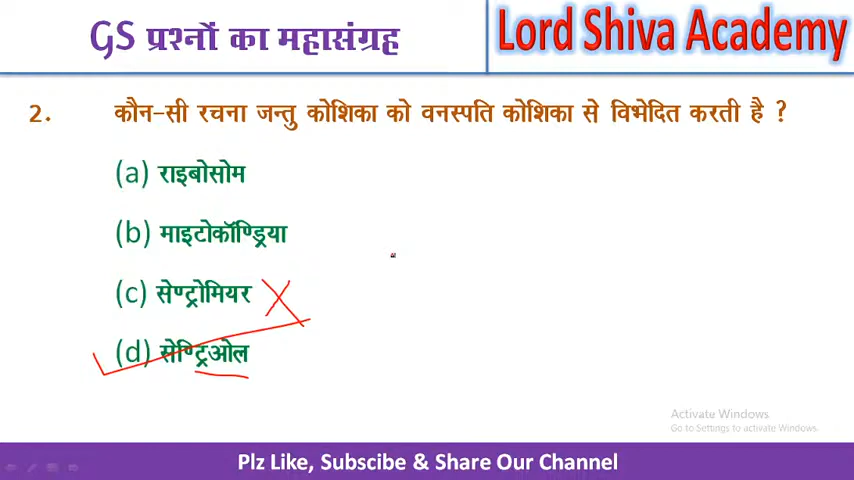 GS प्रश्नों का महासंग्रह
Lord Shiva Academy
2. कौन-सी रचना जन्तु कोशिका को वनस्पति कोशिका से विभेदित करती है ?
(a) राइबोसोम
(b) माइटोकॉण्ड्रिया
(c) सेण्ट्रोमियर
(d) सेण्ट्रिओल
Activate Windows
Go to Settings to activate Windows.
Plz Like, Subscibe & Share Our Channel